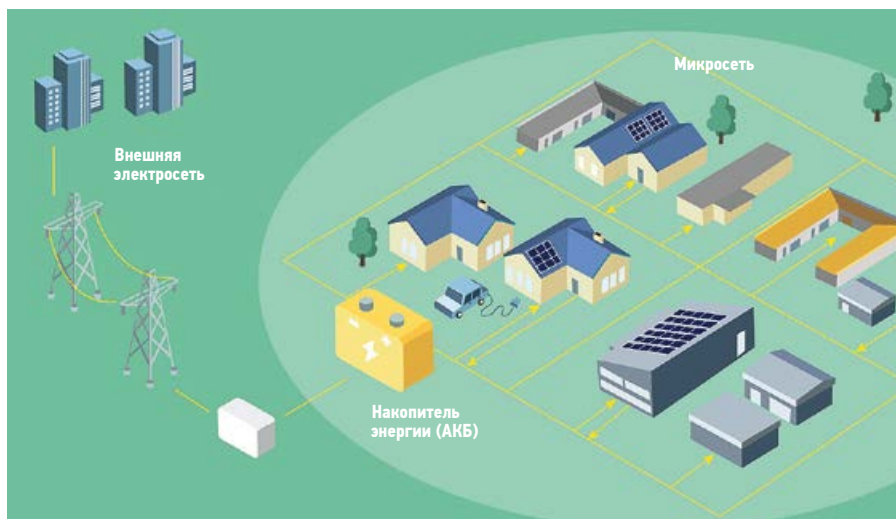 Микросеть
Внешняя
электросеть
Накопитель
энергии (АКБ)